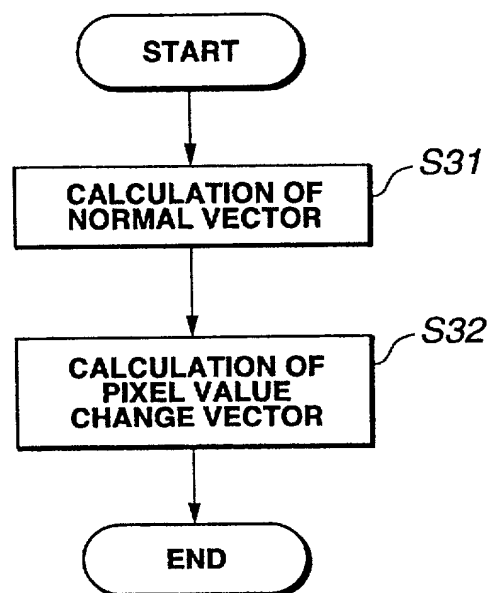 START
S31
CALCULATION OF
NORMAL VECTOR
S32
CALCULATION OF
PIXEL VALUE
CHANGE VECTOR
END